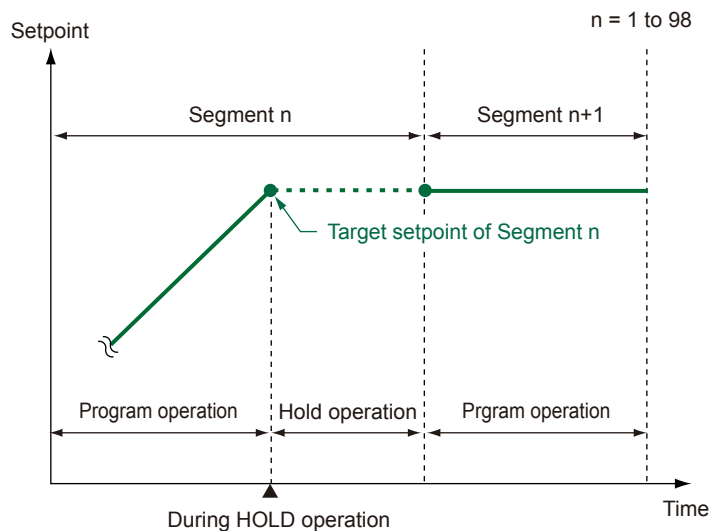 n = 1 to 98
Setpoint
Segment n
Segment n+1
Target setpoint of Segment n
Program operation
Hold operation
Prgram operation
Time
During HOLD operation